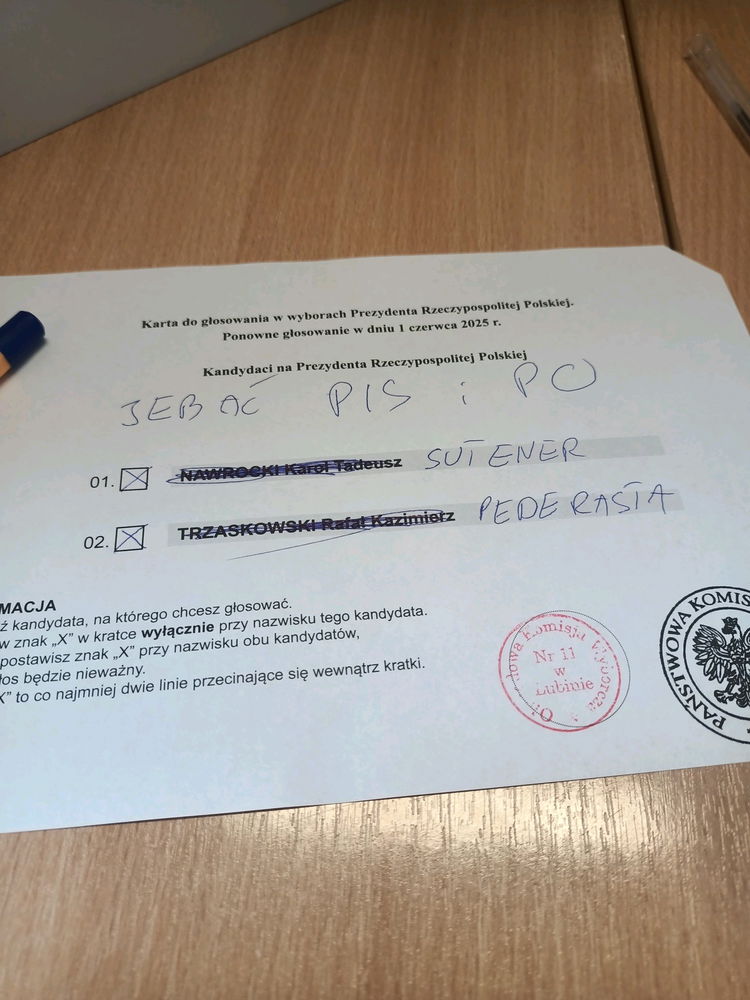 Karta do głosowania w wyborach Prezydenta Rzeczypospolitej Polskiej.
Ponowne głosowanie w dniu 1 czerwca 2025 r.
Kandydaci na Prezydenta Rzeczypospolitej Polskiej
JEBAĆ PIS i PO
01. NAWROCKI Karol Tadeusz SUTENER
02. TRZASKOWSKI Rafał Kazimierz PEDERASTA
MACJA
ź kandydata, na którego chcesz głosować.
w znak „X” w kratce wyłącznie przy nazwisku tego kandydata.
postawisz znak „X” przy nazwisku obu kandydatów,
łos będzie nieważny.
X” to co najmniej dwie linie przecinające się wewnątrz kratki.
dowa Komisja Wyborcza
Nr 11
w
Lubinie
PAŃSTWOWA KOMIS